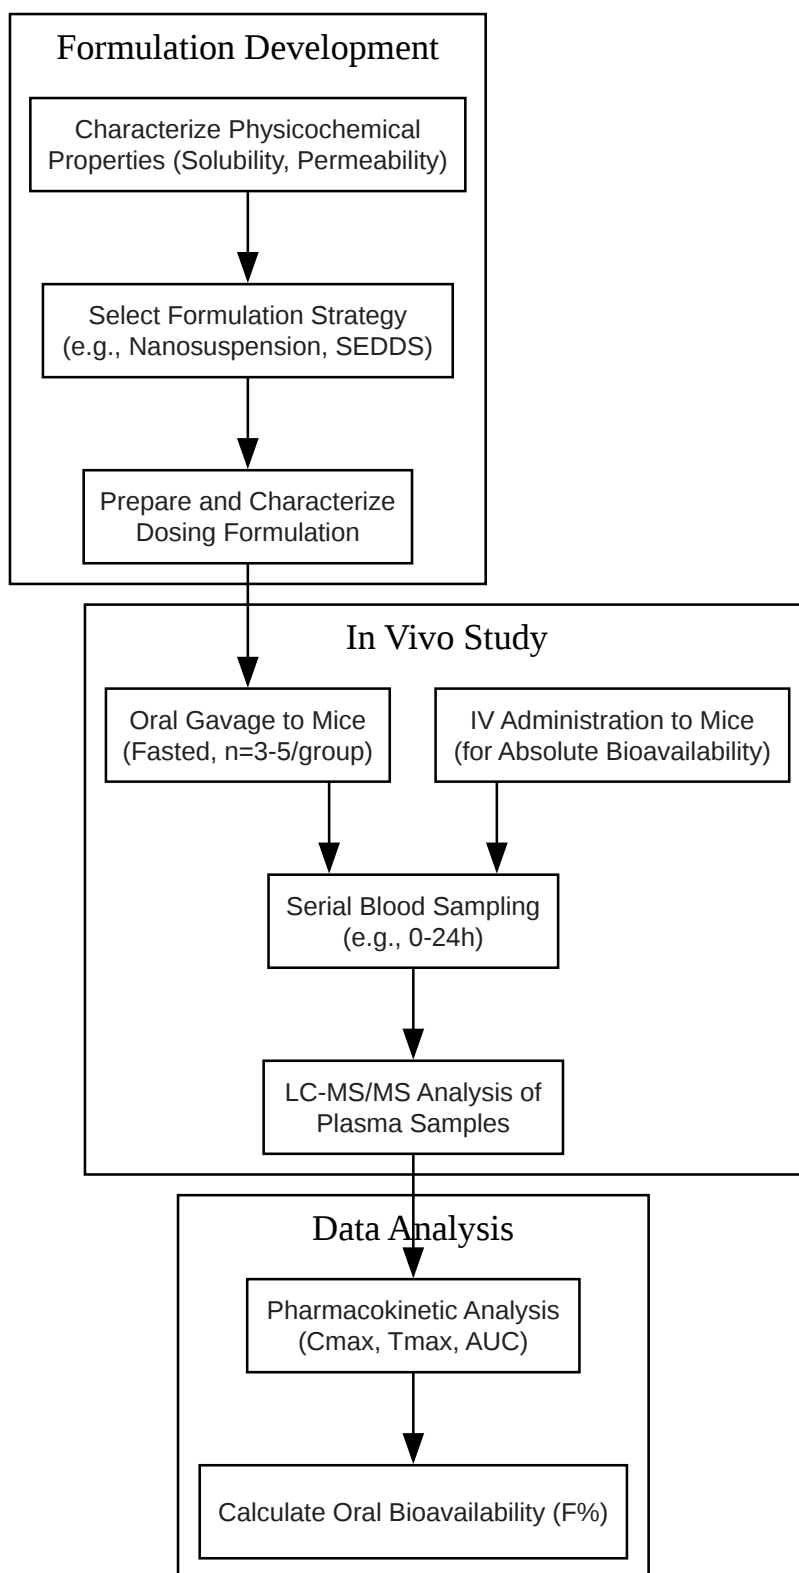 Formulation Development
Characterize Physicochemical
Properties (Solubility, Permeability)
Select Formulation Strategy
(e.g., Nanosuspension, SEDDS)
Prepare and Characterize
Dosing Formulation
In Vivo Study
Oral Gavage to Mice
(Fasted, n=3-5/group)
IV Administration to Mice
(for Absolute Bioavailability)
Serial Blood Sampling
(e.g., 0-24h)
LC-MS/MS Analysis of
Plasma Samples
Data Analysis
Pharmacokinetic Analysis
(Cmax, Tmax, AUC)
Calculate Oral Bioavailability (F%)